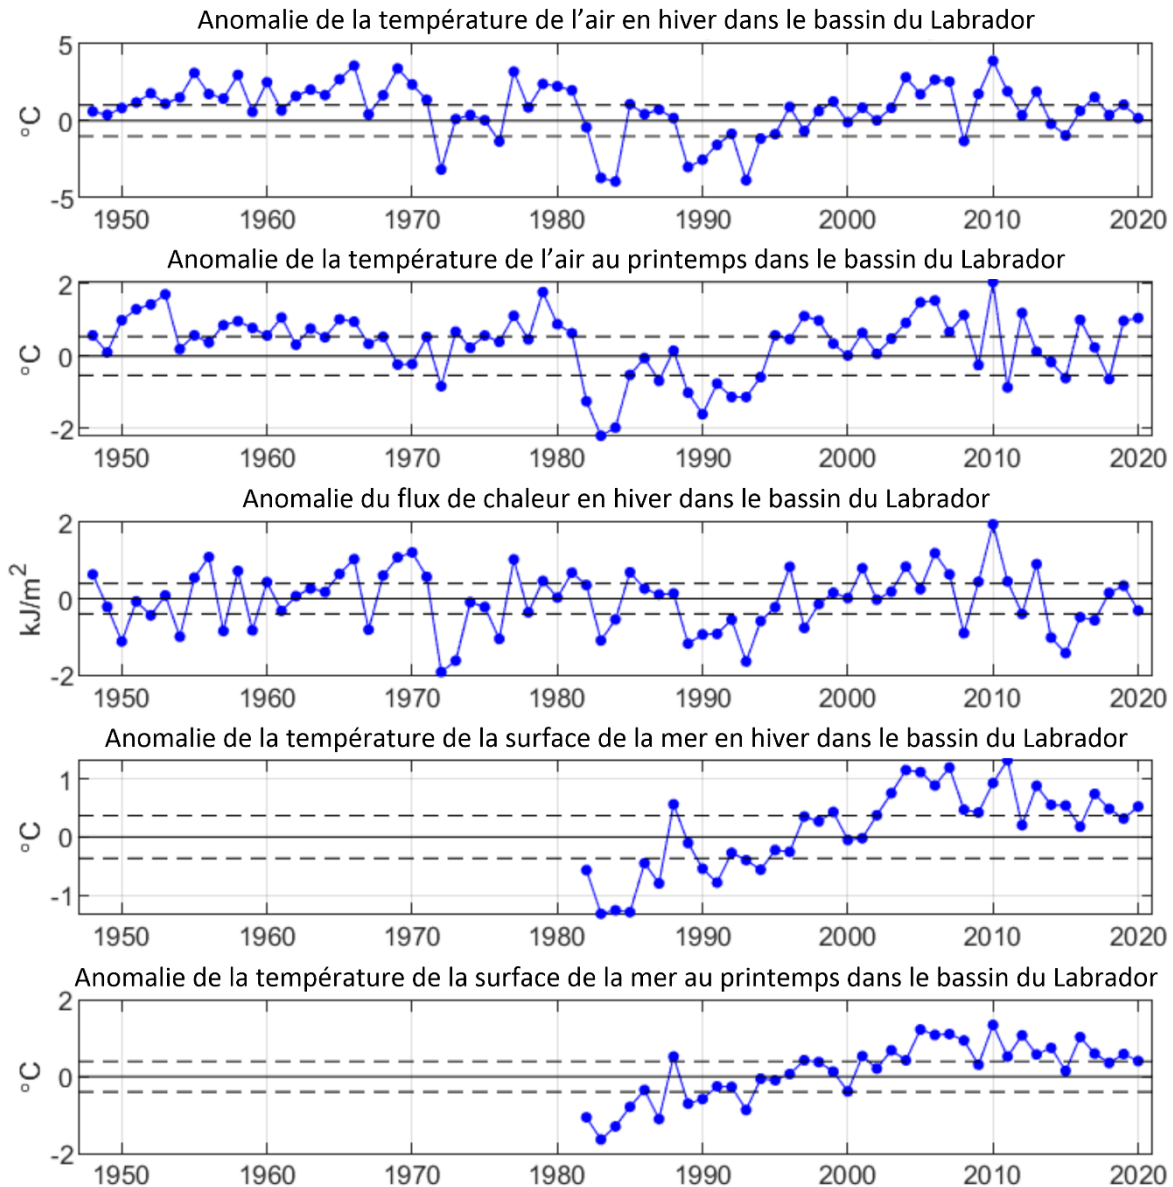 Anomalie de la température de l’air en hiver dans le bassin du Labrador
5
0
-5
°C
1950 1960 1970 1980 1990 2000 2010 2020
Anomalie de la température de l’air au printemps dans le bassin du Labrador
2
0
-2
°C
1950 1960 1970 1980 1990 2000 2010 2020
Anomalie du flux de chaleur en hiver dans le bassin du Labrador
2
0
-2
kJ/m²
1950 1960 1970 1980 1990 2000 2010 2020
Anomalie de la température de la surface de la mer en hiver dans le bassin du Labrador
1
0
-1
°C
1950 1960 1970 1980 1990 2000 2010 2020
Anomalie de la température de la surface de la mer au printemps dans le bassin du Labrador
2
0
-2
°C
1950 1960 1970 1980 1990 2000 2010 2020